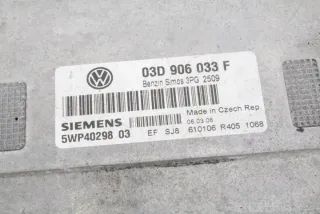 03D 906 033 F
Benzin Simos 3PG 2509
SIEMENS
Made in Czech Rep.
06.03.06
5WP40298 03
EF SJ8 610106 R405 1068